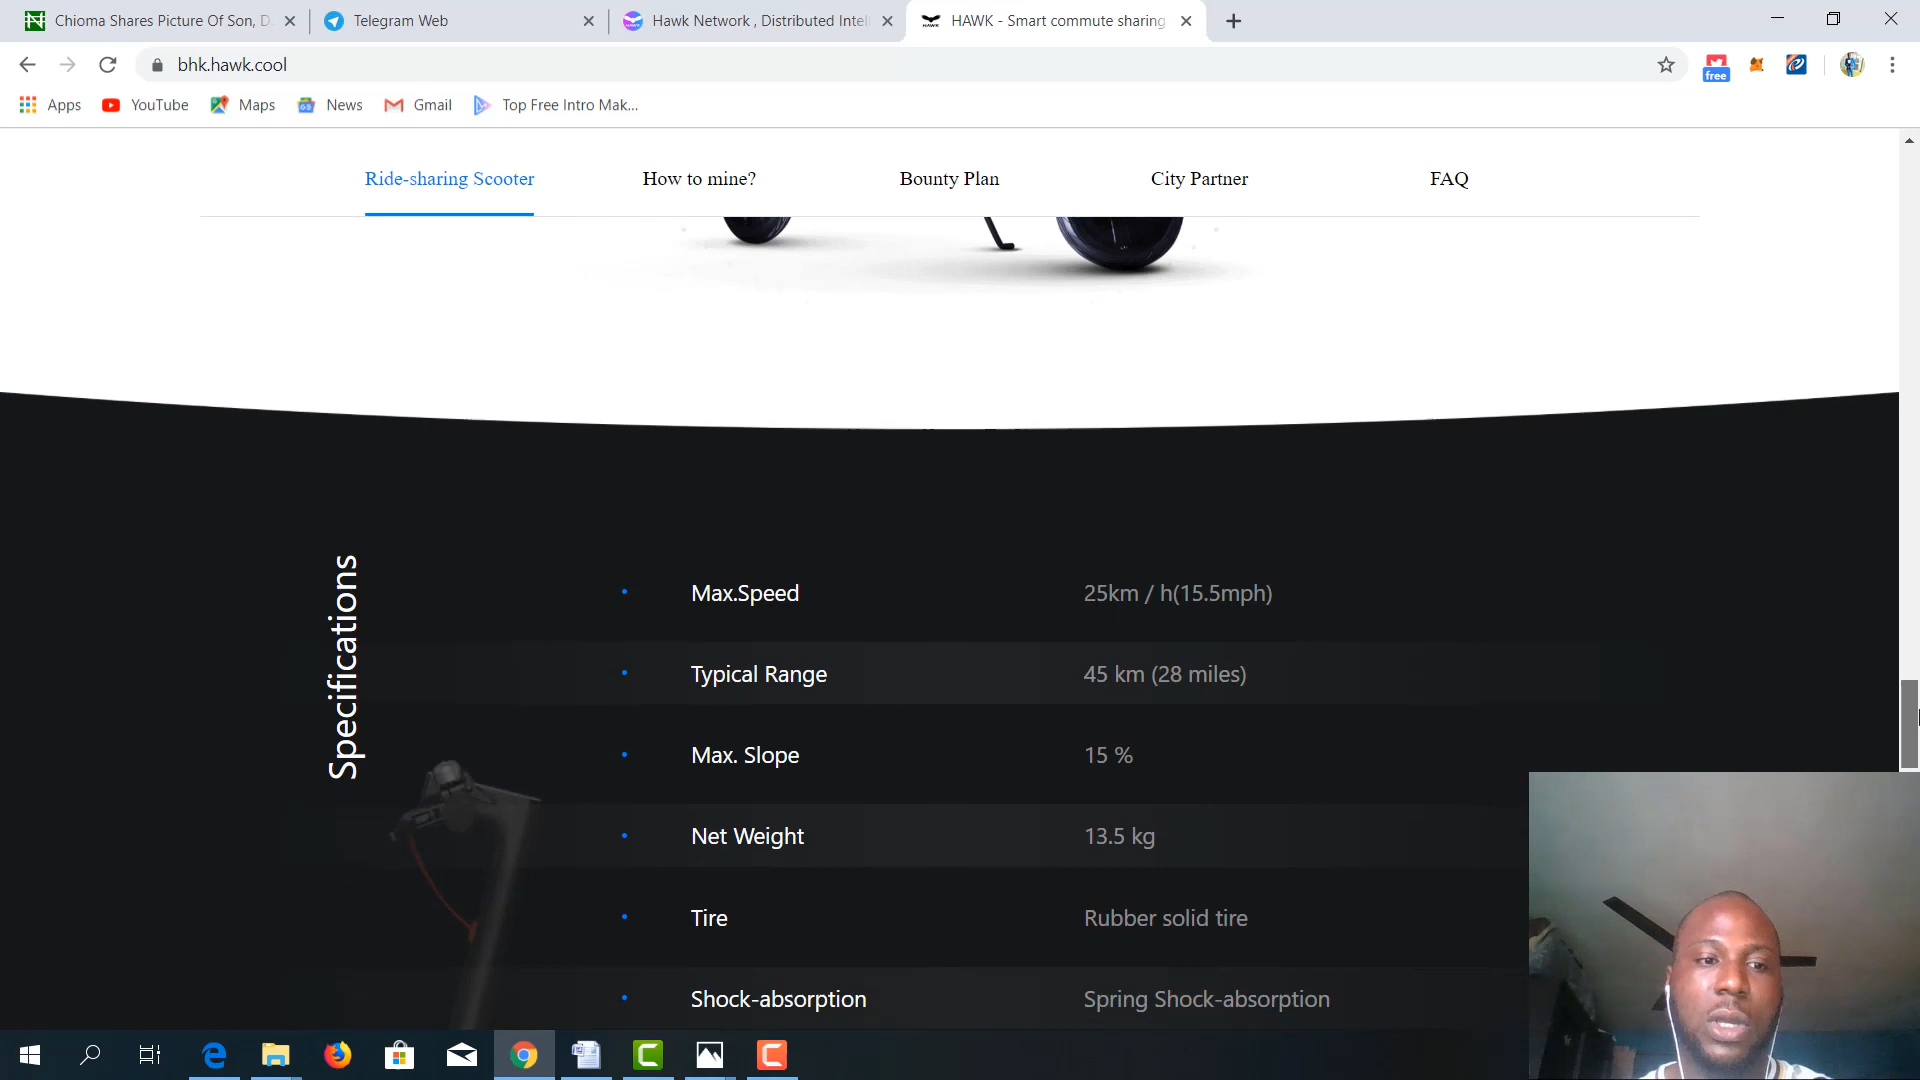 Chioma Shares Picture Of Son, D
Telegram Web
Hawk Network , Distributed Intel
HAWK - Smart commute sharing
bhk.hawk.cool
free
Apps
YouTube
Maps
News
Gmail
Top Free Intro Mak...
Ride-sharing Scooter
How to mine?
Bounty Plan
City Partner
FAQ
Specifications
Max.Speed 25km / h(15.5mph)
Typical Range 45 km (28 miles)
Max. Slope 15 %
Net Weight 13.5 kg
Tire Rubber solid tire
Shock-absorption Spring Shock-absorption